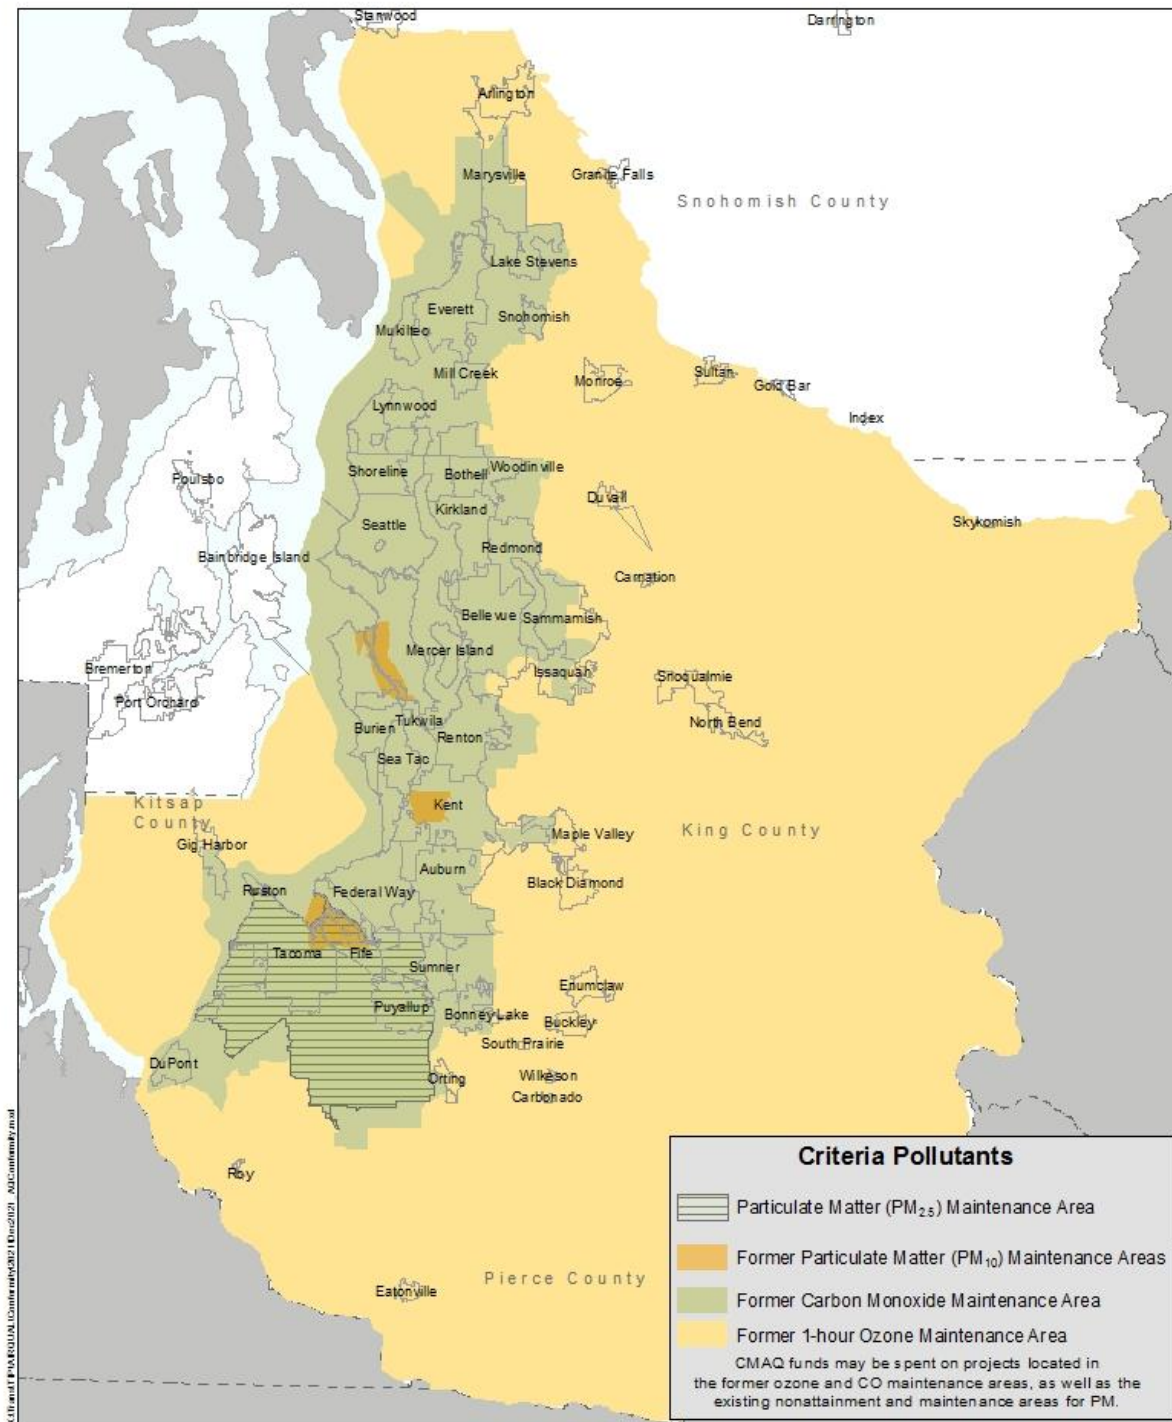 Stanwood
Darrington
Arlington
Marysville
Granite Falls
Snohomish County
Lake Stevens
Everett
Snohomish
Mukilteo
Mill Creek
Monroe
Sultan
Gold Bar
Lynnwood
Index
Shoreline
Bothell
Woodinville
Poulsbo
Duvall
Kirkland
Seattle
Skykomish
Redmond
Bainbridge Island
Carnation
Bellevue
Sammamish
Mercer Island
Bremerton
Issaquah
Snoqualmie
Port Orchard
North Bend
Tukwila
Burien
Renton
Sea Tac
Kitsap
County
Kent
King County
Maple Valley
Gig Harbor
Auburn
Black Diamond
Ruston
Federal Way
Tacoma
Fife
Sumner
Enumclaw
Puyallup
Bonney Lake
Buckley
South Prairie
DuPont
Orting
Wilkeson
Carbonado
Roy
Pierce County
Eatonville
Criteria Pollutants
Particulate Matter (PM2.5) Maintenance Area
Former Particulate Matter (PM10) Maintenance Areas
Former Carbon Monoxide Maintenance Area
Former 1-hour Ozone Maintenance Area
CMAQ funds may be spent on projects located in
the former ozone and CO maintenance areas, as well as the
existing nonattainment and maintenance areas for PM.